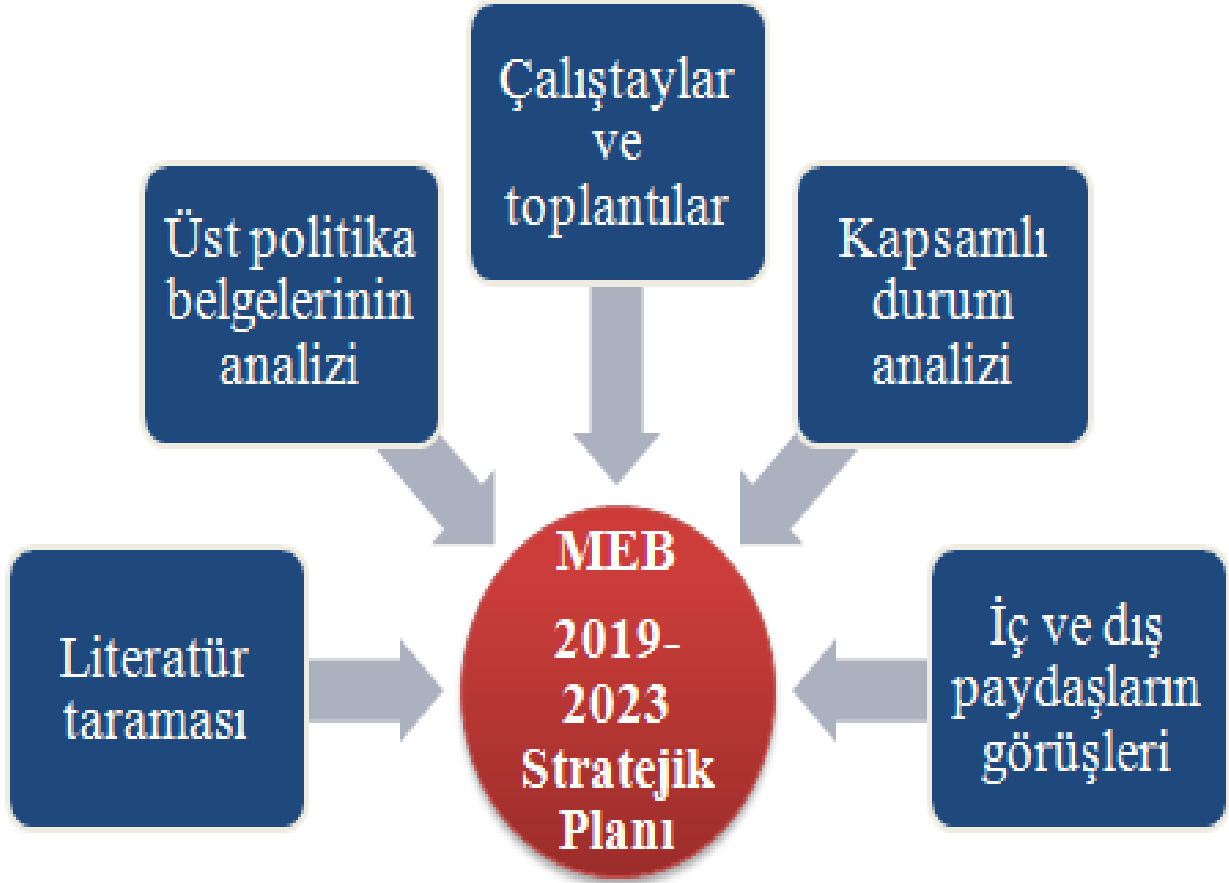 Çalıştaylar
ve
toplantılar
Üst politika
belgelerinin
analizi
Kapsamlı
durum
analizi
Literatür
taraması
MEB
2019-
2023
Stratejik
Planı
İç ve dış
paydaşların
görüşleri